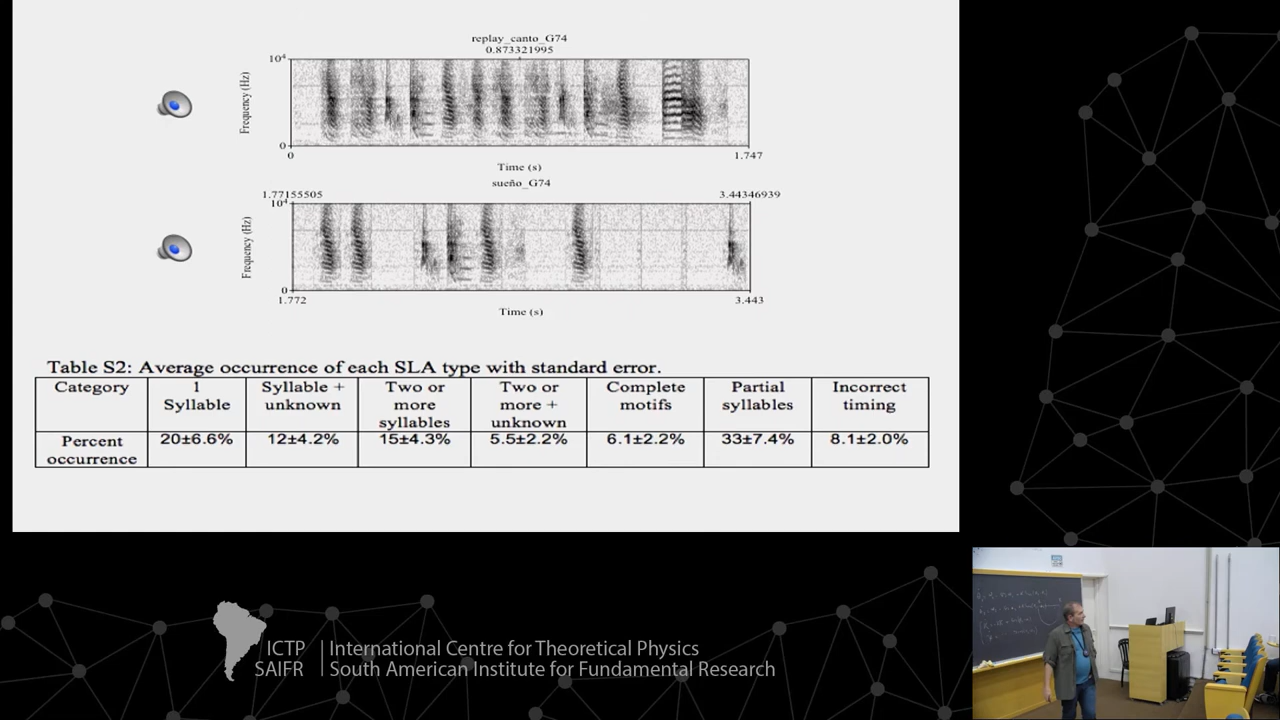 replay_canto_G74
0.873321995
10⁴
Frequency (Hz)
0
0
1.747
Time (s)
sueño_G74
1.77155505
3.44346939
10⁴
Frequency (Hz)
0
1.772
3.443
Time (s)
Table S2: Average occurrence of each SLA type with standard error.
Category
1
Syllable
Syllable +
unknown
Two or
more
syllables
Two or
more +
unknown
Complete
motifs
Partial
syllables
Incorrect
timing
Percent
occurrence
20±6.6%
12±4.2%
15±4.3%
5.5±2.2%
6.1±2.2%
33±7.4%
8.1±2.0%
ICTP
SAIFR
International Centre for Theoretical Physics
South American Institute for Fundamental Research